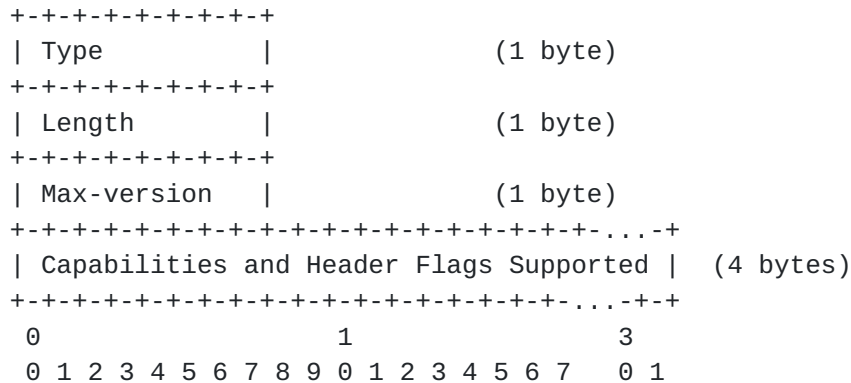 +-+-+-+-+-+-+-+-+
| Type          |              (1 byte)
+-+-+-+-+-+-+-+-+
| Length        |              (1 byte)
+-+-+-+-+-+-+-+-+
| Max-version   |              (1 byte)
+-+-+-+-+-+-+-+-+-+-+-+-+-+-+-+-+-+-+-...-+
| Capabilities and Header Flags Supported |  (4 bytes)
+-+-+-+-+-+-+-+-+-+-+-+-+-+-+-+-+-+-...-+-+
 0                   1                 3
 0 1 2 3 4 5 6 7 8 9 0 1 2 3 4 5 6 7   0 1